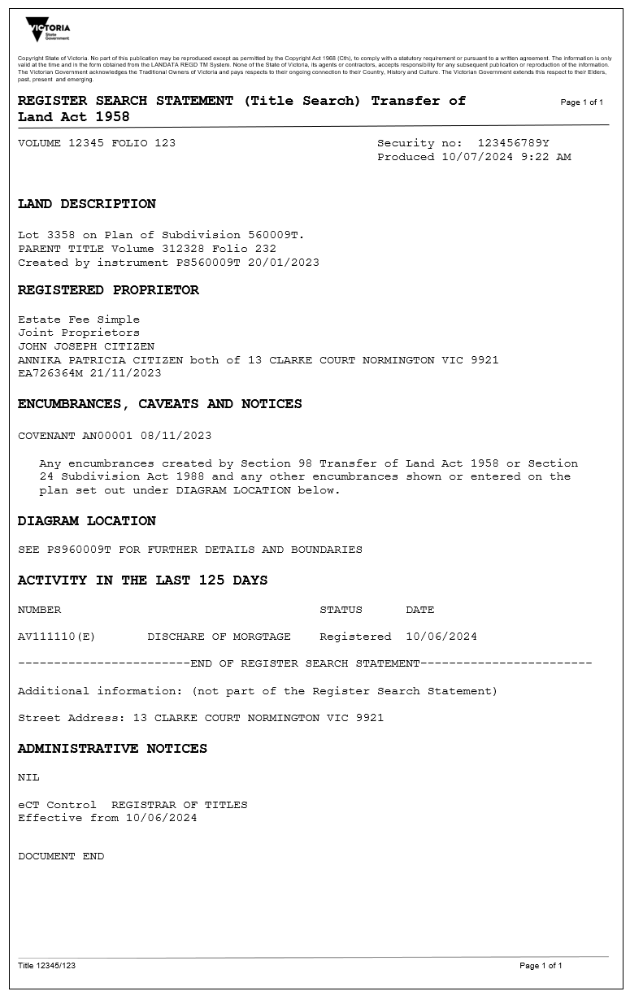 VICTORIA
State
Government
Copyright State of Victoria. No part of this publication may be reproduced except as permitted by the Copyright Act 1968 (Cth), to comply with a statutory requirement or pursuant to a written agreement. The information is only
valid at the time and in the form obtained from the LANDATA REGD TM System. None of the State of Victoria, its agents or contractors, accepts responsibility for any subsequent publication or reproduction of the information.
The Victorian Government acknowledges the Traditional Owners of Victoria and pays respects to their ongoing connection to their Country, History and Culture. The Victorian Government extends this respect to their Elders,
past, present and emerging.
REGISTER SEARCH STATEMENT (Title Search) Transfer of Page 1 of 1
Land Act 1958
VOLUME 12345 FOLIO 123 Security no: 123456789Y
Produced 10/07/2024 9:22 AM
LAND DESCRIPTION
Lot 3358 on Plan of Subdivision 560009T.
PARENT TITLE Volume 312328 Folio 232
Created by instrument PS560009T 20/01/2023
REGISTERED PROPRIETOR
Estate Fee Simple
Joint Proprietors
JOHN JOSEPH CITIZEN
ANNIKA PATRICIA CITIZEN both of 13 CLARKE COURT NORMINGTON VIC 9921
EA726364M 21/11/2023
ENCUMBRANCES, CAVEATS AND NOTICES
COVENANT AN00001 08/11/2023
Any encumbrances created by Section 98 Transfer of Land Act 1958 or Section
24 Subdivision Act 1988 and any other encumbrances shown or entered on the
plan set out under DIAGRAM LOCATION below.
DIAGRAM LOCATION
SEE PS960009T FOR FURTHER DETAILS AND BOUNDARIES
ACTIVITY IN THE LAST 125 DAYS
NUMBER STATUS DATE
AV111110(E) DISCHARE OF MORGTAGE Registered 10/06/2024
------------------------END OF REGISTER SEARCH STATEMENT------------------------
Additional information: (not part of the Register Search Statement)
Street Address: 13 CLARKE COURT NORMINGTON VIC 9921
ADMINISTRATIVE NOTICES
NIL
eCT Control REGISTRAR OF TITLES
Effective from 10/06/2024
DOCUMENT END
Title 12345/123 Page 1 of 1